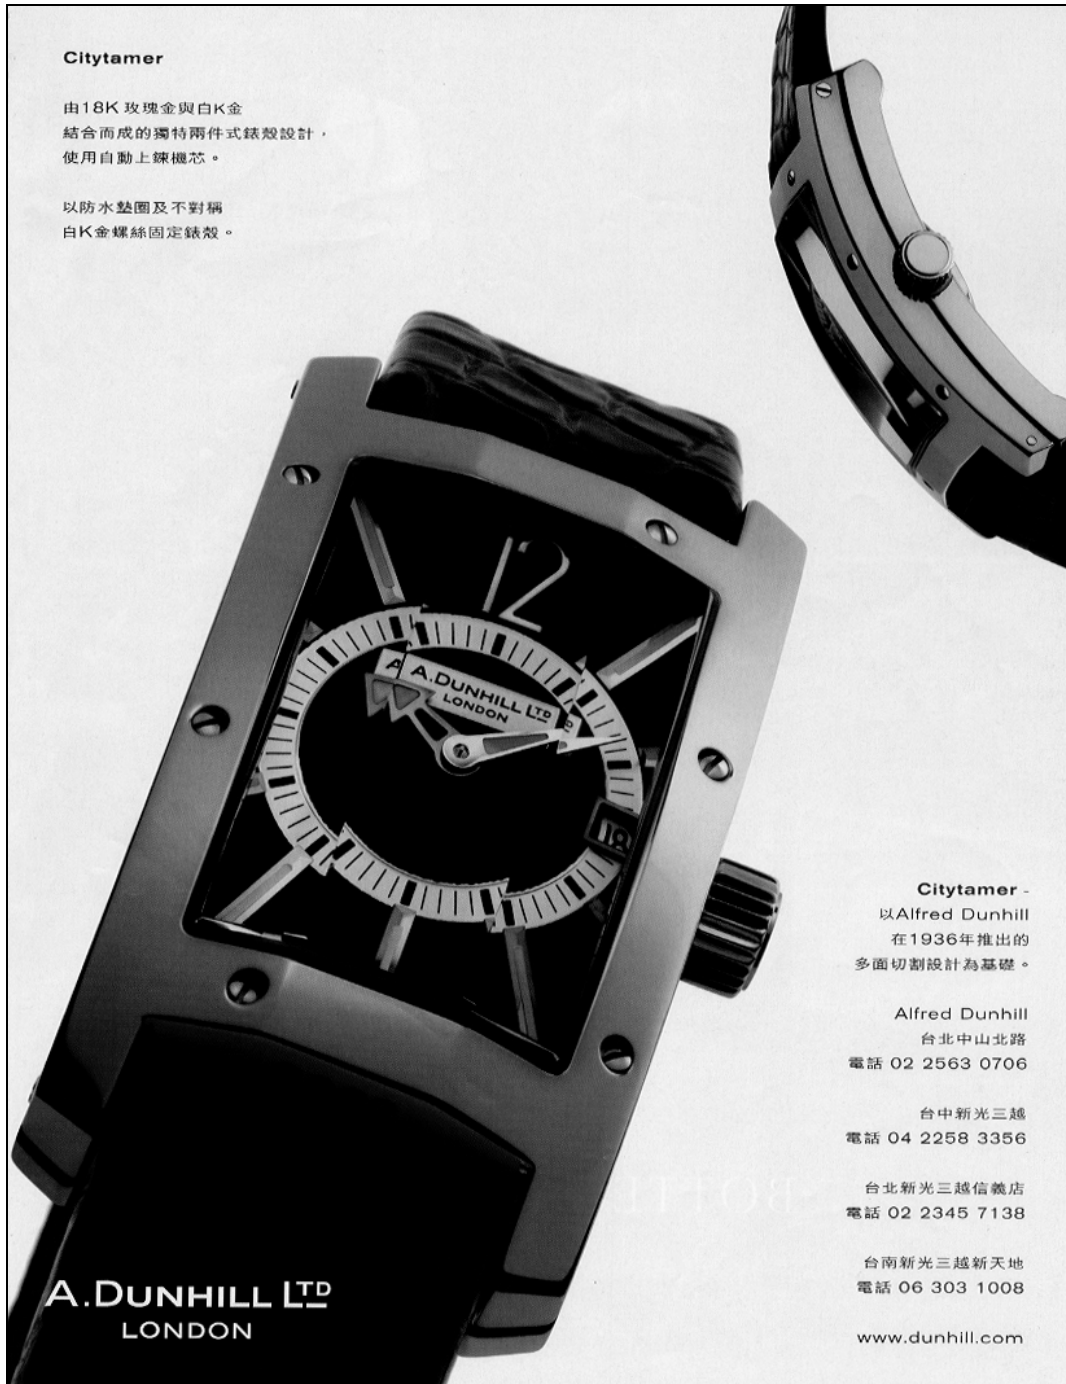 Citytamer
由18K 玫瑰金與白K金
結合而成的獨特兩件式錶殼設計，
使用自動上鍊機芯。
以防水墊圈及不對稱
白K金螺絲固定錶殼。
12
A.DUNHILL LTD
LONDON
18
Citytamer -
以Alfred Dunhill
在1936年推出的
多面切割設計為基礎。
Alfred Dunhill
台北中山北路
電話 02 2563 0706
台中新光三越
電話 04 2258 3356
台北新光三越信義店
電話 02 2345 7138
台南新光三越新天地
電話 06 303 1008
www.dunhill.com
A.DUNHILL LTD
LONDON